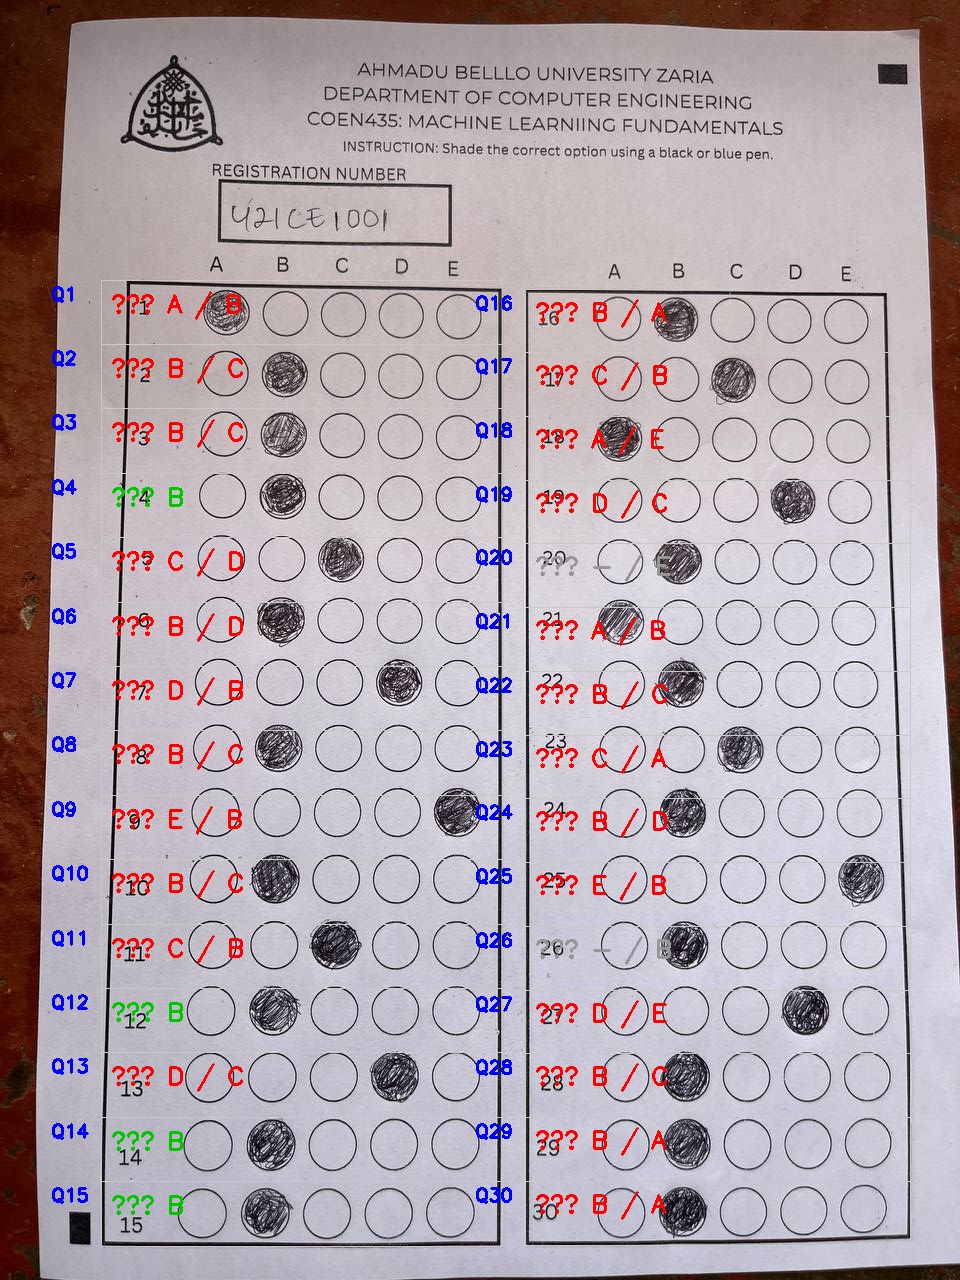 AHMADU BELLLO UNIVERSITY ZARIA
DEPARTMENT OF COMPUTER ENGINEERING
COEN435: MACHINE LEARNIING FUNDAMENTALS
INSTRUCTION: Shade the correct option using a black or blue pen.
REGISTRATION NUMBER
U21CE1001
A B C D E
A B C D E
Q1 ??? A / B 1
Q2 ??? B / C 2
Q3 ??? B / C 3
Q4 ??? B 4
Q5 ??? C / D 5
Q6 ??? B / D 6
Q7 ??? D / B 7
Q8 ??? B / C 8
Q9 ??? E / B 9
Q10 ??? B / C 10
Q11 ??? C / B 11
Q12 ??? B 12
Q13 ??? D / C 13
Q14 ??? B 14
Q15 ??? B 15
Q16 ??? B / A 16
Q17 ??? C / B 17
Q18 ??? A / E 18
Q19 ??? D / C 19
Q20 ??? – / E 20
Q21 ??? A / B 21
Q22 ??? B / C 22
Q23 ??? C / A 23
Q24 ??? B / D 24
Q25 ??? E / B 25
Q26 ??? – / B 26
Q27 ??? D / E 27
Q28 ??? B / C 28
Q29 ??? B / A 29
Q30 ??? B / A 30